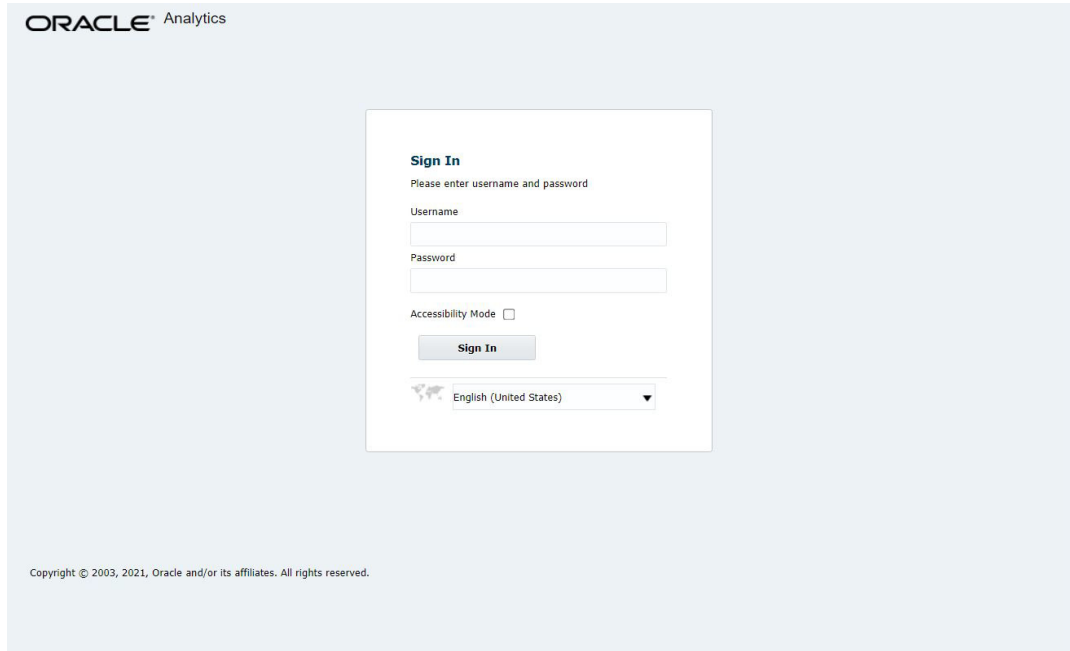 ORACLE® Analytics
Sign In
Please enter username and password
Username
Password
Accessibility Mode
Sign In
English (United States)
Copyright © 2003, 2021, Oracle and/or its affiliates. All rights reserved.